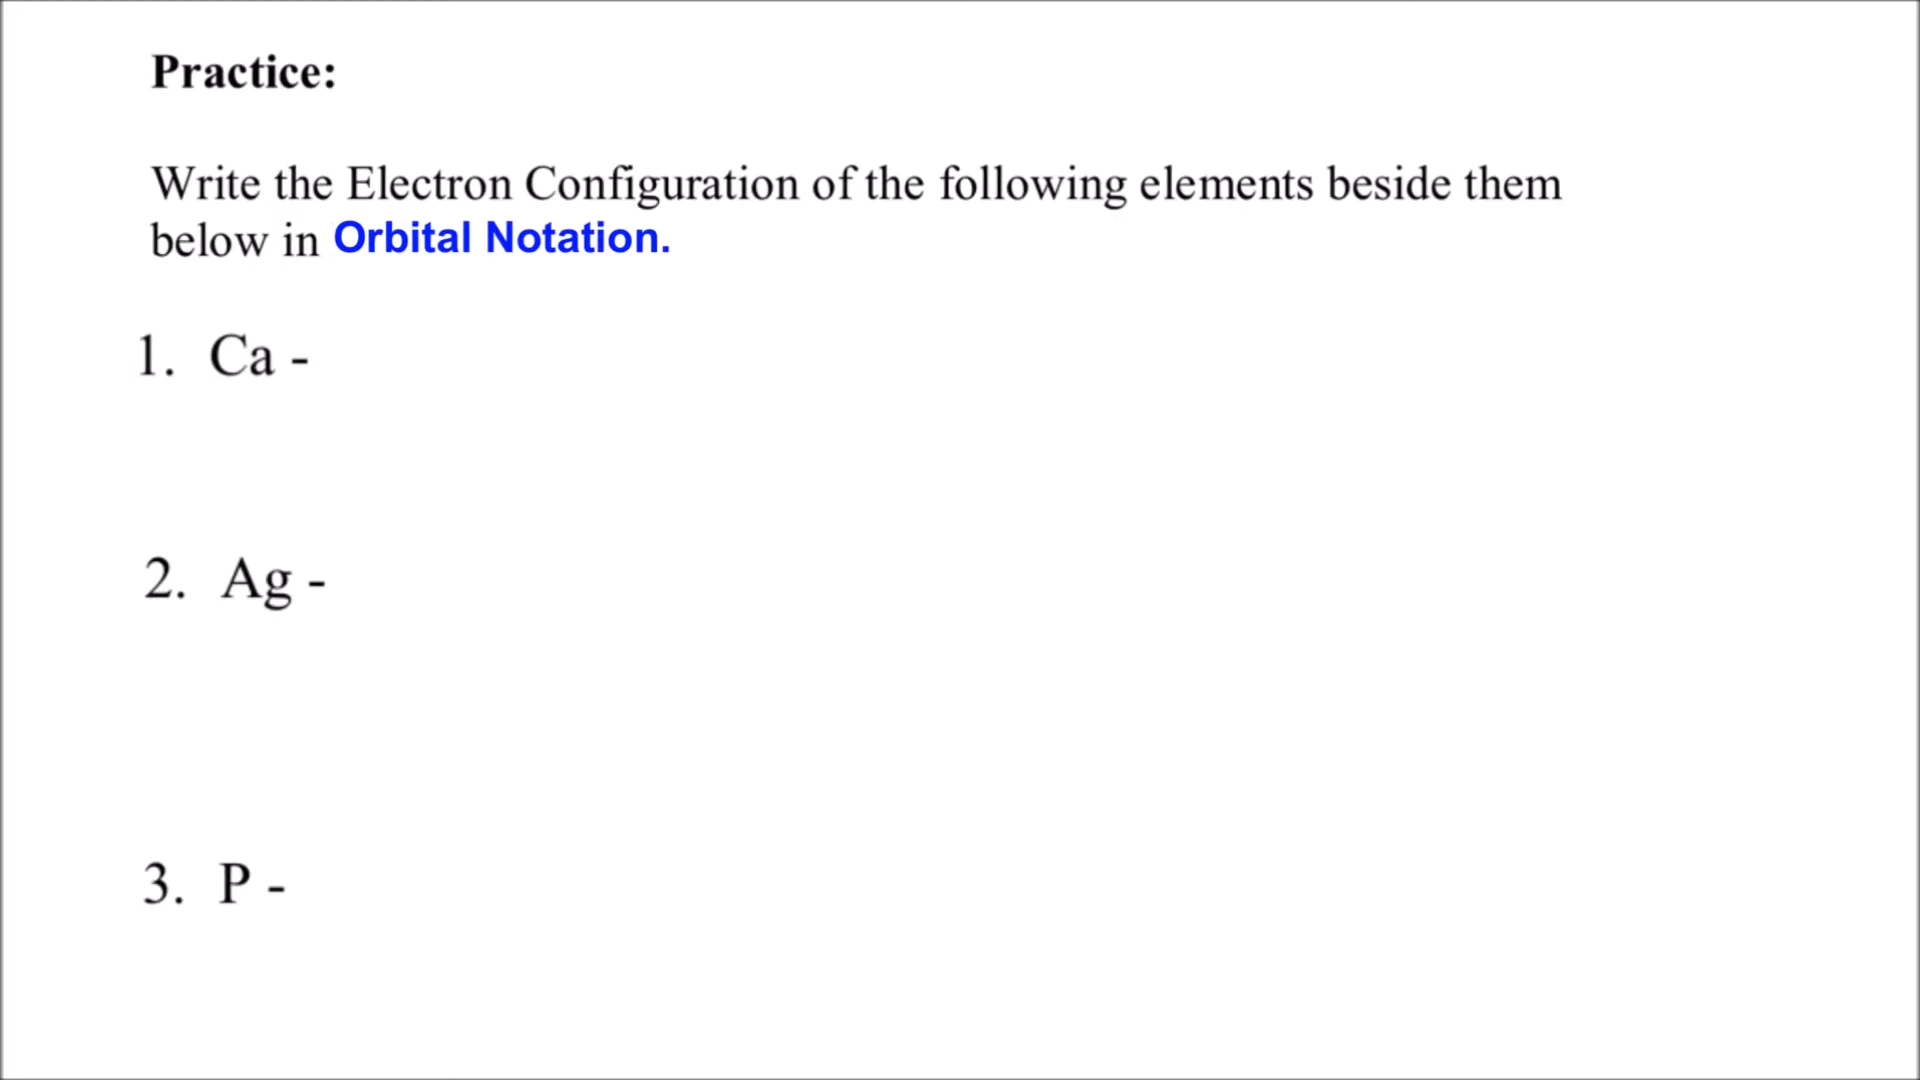 Practice:
Write the Electron Configuration of the following elements beside them
below in Orbital Notation.
1. Ca -
2. Ag -
3. P -